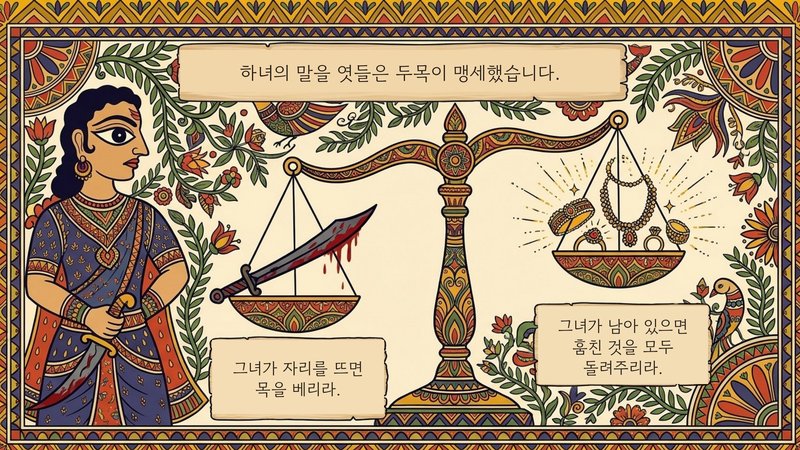 하녀의 말을 엿들은 두목이 맹세했습니다.
그녀가 자리를 뜨면
목을 베리라.
그녀가 남아 있으면
훔친 것을 모두
돌려주리라.